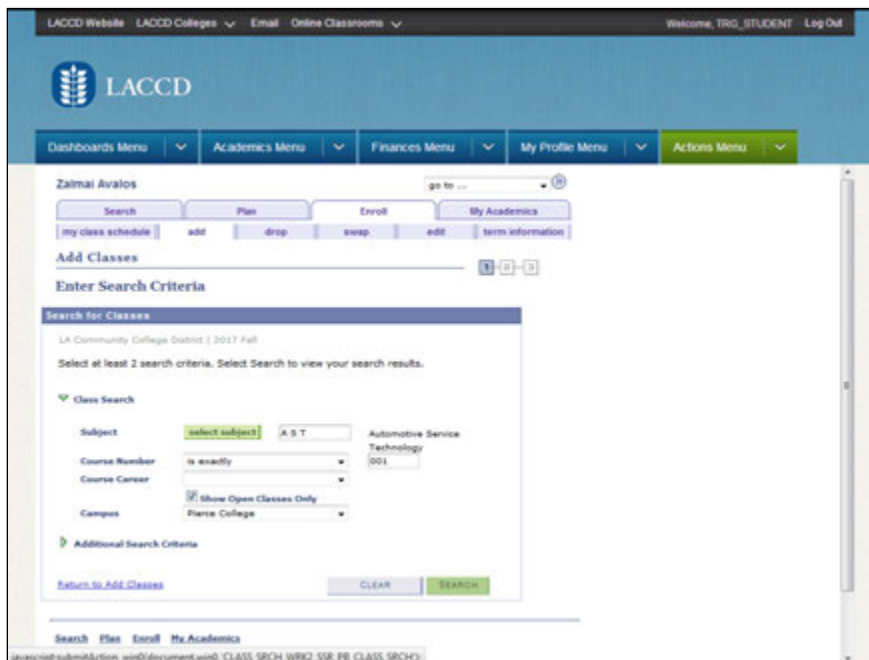 LACCD Website LACCD Colleges Email Online Classrooms Welcome, TRG_STUDENT Log Out
LACCD
Dashboards Menu Academics Menu Finances Menu My Profile Menu Actions Menu
Zalmai Avalos go to ...
Search Plan Enroll My Academics
my class schedule add drop swap edit term information
Add Classes 1 2 3
Enter Search Criteria
Search for Classes
LA Community College District | 2017 Fall
Select at least 2 search criteria. Select Search to view your search results.
Class Search
Subject select subject A S T Automotive Service
Technology
Course Number is exactly 001
Course Career
Show Open Classes Only
Campus Pierce College
Additional Search Criteria
Return to Add Classes CLEAR SEARCH
Search Plan Enroll My Academics
javascript:submitAction_win0(document.win0,'CLASS_SRCH_WRK2_SSR_PB_CLASS_SRCH');